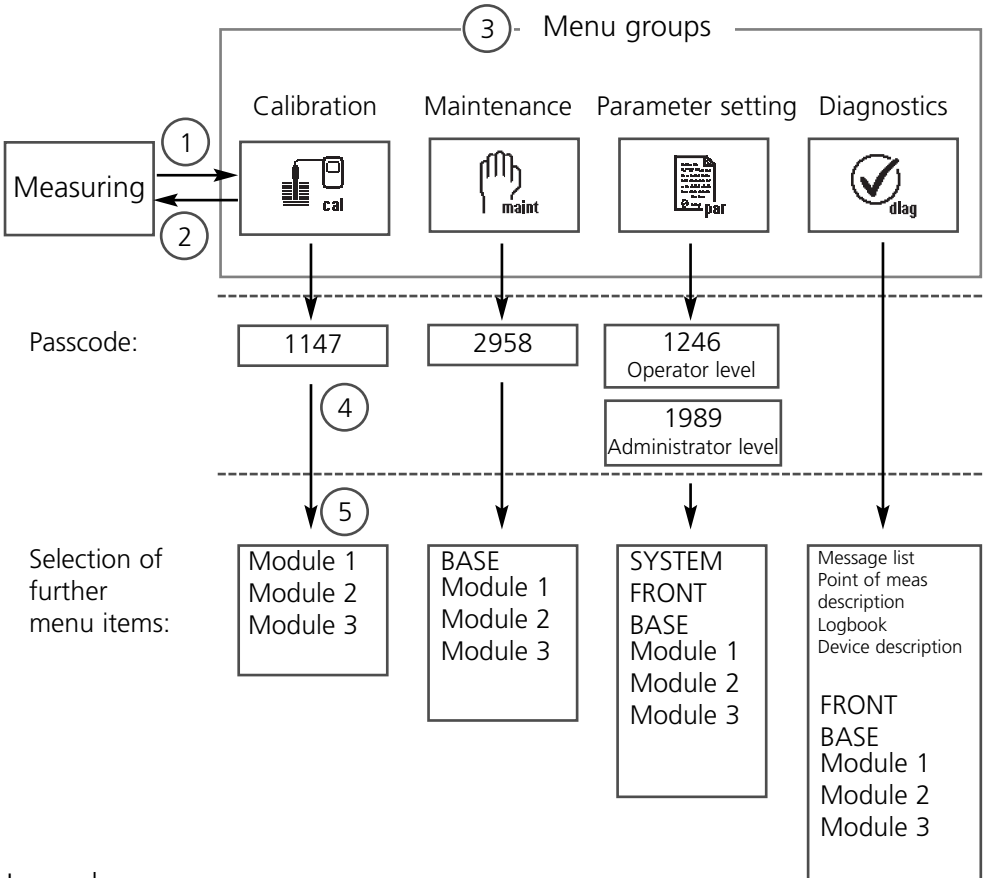 3 Menu groups
Calibration Maintenance Parameter setting Diagnostics
1
Measuring
cal
maint
par
diag
2
Passcode:
1147
2958
1246
Operator level
4
1989
Administrator level
5
Selection of
further
menu items:
Module 1
Module 2
Module 3
BASE
Module 1
Module 2
Module 3
SYSTEM
FRONT
BASE
Module 1
Module 2
Module 3
Message list
Point of meas
description
Logbook
Device description
FRONT
BASE
Module 1
Module 2
Module 3